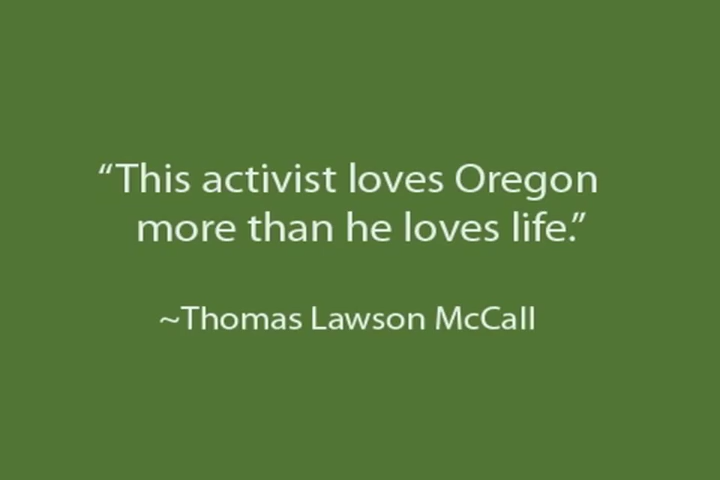 “This activist loves Oregon
more than he loves life.”
~Thomas Lawson McCall